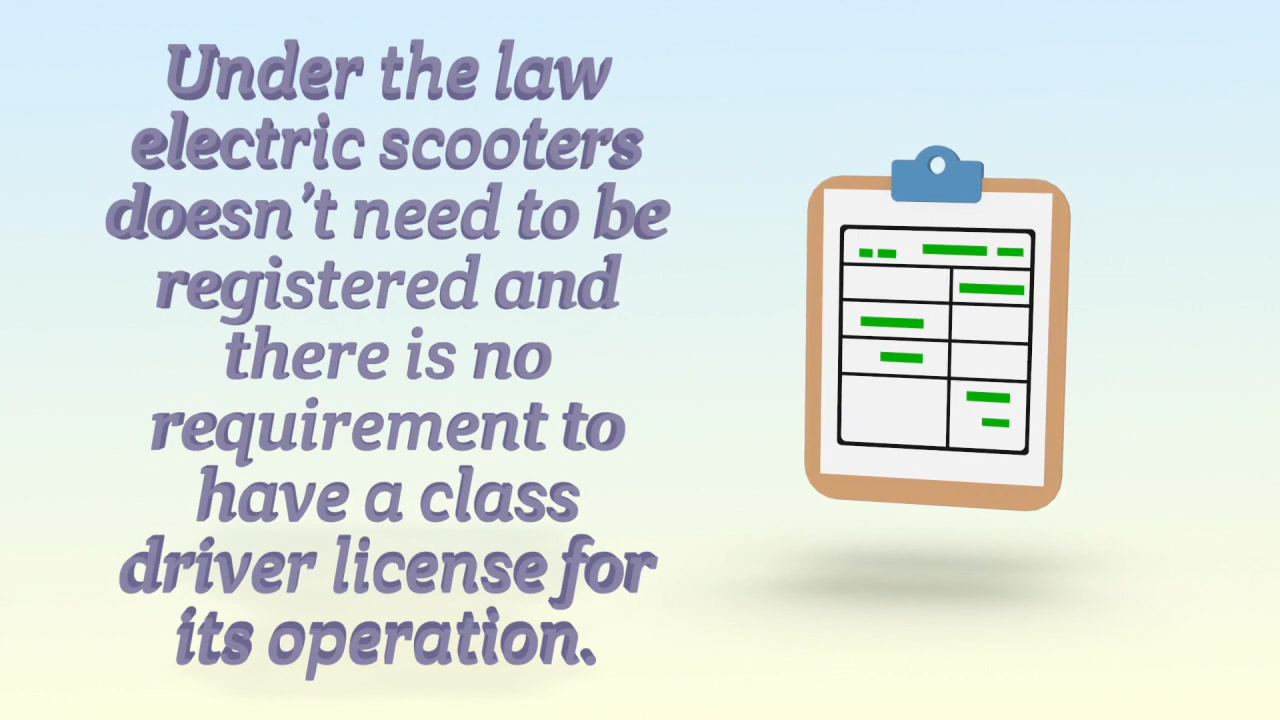 Under the law
electric scooters
doesn't need to be
registered and
there is no
requirement to
have a class
driver license for
its operation.